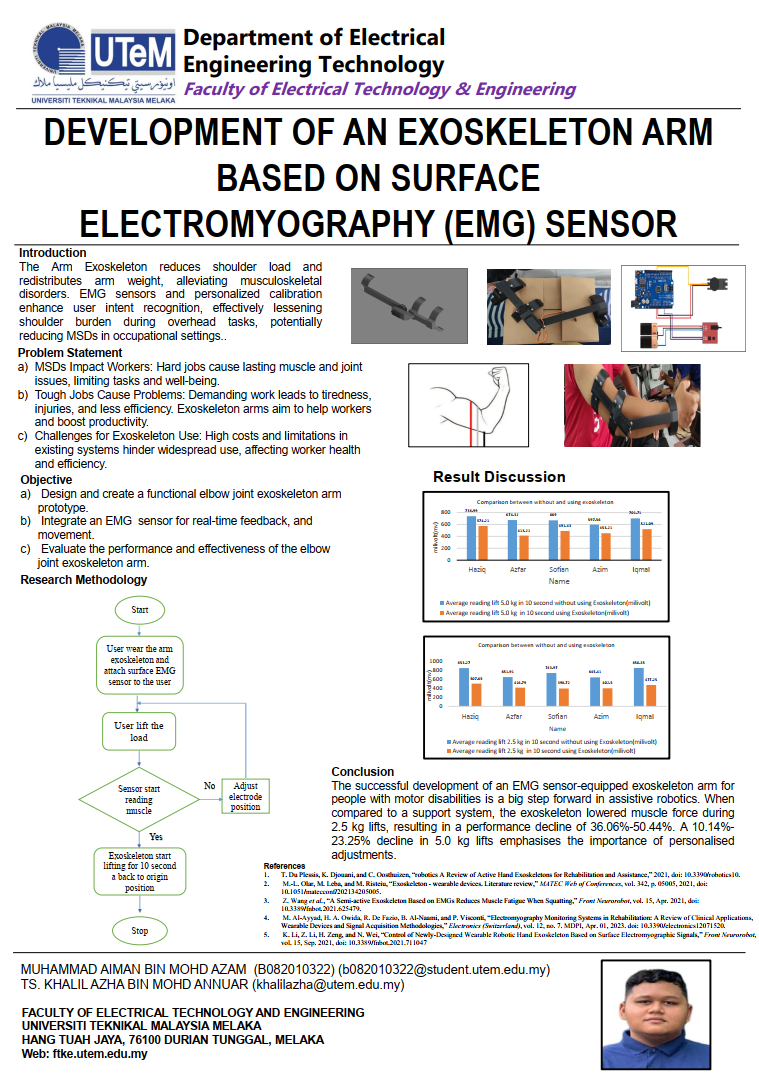 UTeM
اونيۏرسيتي تيكنيكل مليسيا ملاك
UNIVERSITI TEKNIKAL MALAYSIA MELAKA
Department of Electrical
Engineering Technology
Faculty of Electrical Technology & Engineering
DEVELOPMENT OF AN EXOSKELETON ARM
BASED ON SURFACE
ELECTROMYOGRAPHY (EMG) SENSOR
Introduction
The Arm Exoskeleton reduces shoulder load and
redistributes arm weight, alleviating musculoskeletal
disorders. EMG sensors and personalized calibration
enhance user intent recognition, effectively lessening
shoulder burden during overhead tasks, potentially
reducing MSDs in occupational settings..
Problem Statement
a) MSDs Impact Workers: Hard jobs cause lasting muscle and joint
issues, limiting tasks and well-being.
b) Tough Jobs Cause Problems: Demanding work leads to tiredness,
injuries, and less efficiency. Exoskeleton arms aim to help workers
and boost productivity.
c) Challenges for Exoskeleton Use: High costs and limitations in
existing systems hinder widespread use, affecting worker health
and efficiency.
Objective
a) Design and create a functional elbow joint exoskeleton arm
prototype.
b) Integrate an EMG sensor for real-time feedback, and
movement.
c) Evaluate the performance and effectiveness of the elbow
joint exoskeleton arm.
Research Methodology
Start
User wear the arm
exoskeleton and
attach surface EMG
sensor to the user
User lift the
load
Sensor start
reading
muscle
No
Adjust
electrode
position
Yes
Exoskeleton start
lifting for 10 second
a back to origin
position
Stop
Result Discussion
Comparison between without and using exoskeleton
milivolt(mv)
800
600
400
200
0
Haziq Azfar Sofian Azim Iqmal
Name
Average reading lift 5.0 kg in 10 second without using Exoskeleton(milivolt)
Average reading lift 5.0 kg in 10 second using Exoskeleton(milivolt)
Comparison between without and using exoskeleton
milivolt(mv)
1000
800
600
400
200
0
Haziq Azfar Sofian Azim Iqmal
Name
Average reading lift 2.5 kg in 10 second without using Exoskeleton(milivolt)
Average reading lift 2.5 kg in 10 second using Exoskeleton(milivolt)
Conclusion
The successful development of an EMG sensor-equipped exoskeleton arm for
people with motor disabilities is a big step forward in assistive robotics. When
compared to a support system, the exoskeleton lowered muscle force during
2.5 kg lifts, resulting in a performance decline of 36.06%-50.44%. A 10.14%-
23.25% decline in 5.0 kg lifts emphasises the importance of personalised
adjustments.
References
1. T. Du Plessis, K. Djouani, and C. Oosthuizen, “robotics A Review of Active Hand Exoskeletons for Rehabilitation and Assistance,” 2021, doi: 10.3390/robotics10.
2. M.-L. Olar, M. Leba, and M. Risteiu, “Exoskeleton - wearable devices. Literature review,” MATEC Web of Conferences, vol. 342, p. 05005, 2021, doi:
10.1051/matecconf/202134205005.
3. Z. Wang et al., “A Semi-active Exoskeleton Based on EMGs Reduces Muscle Fatigue When Squatting,” Front Neurorobot, vol. 15, Apr. 2021, doi:
10.3389/fnbot.2021.625479.
4. M. Al-Ayyad, H. A. Owida, R. De Fazio, B. Al-Naami, and P. Visconti, “Electromyography Monitoring Systems in Rehabilitation: A Review of Clinical Applications,
Wearable Devices and Signal Acquisition Methodologies,” Electronics (Switzerland), vol. 12, no. 7. MDPI, Apr. 01, 2023. doi: 10.3390/electronics12071520.
5. K. Li, Z. Li, H. Zeng, and N. Wei, “Control of Newly-Designed Wearable Robotic Hand Exoskeleton Based on Surface Electromyographic Signals,” Front Neurorobot,
vol. 15, Sep. 2021, doi: 10.3389/fnbot.2021.711047
MUHAMMAD AIMAN BIN MOHD AZAM (B082010322) (b082010322@student.utem.edu.my)
TS. KHALIL AZHA BIN MOHD ANNUAR (khalilazha@utem.edu.my)
FACULTY OF ELECTRICAL TECHNOLOGY AND ENGINEERING
UNIVERSITI TEKNIKAL MALAYSIA MELAKA
HANG TUAH JAYA, 76100 DURIAN TUNGGAL, MELAKA
Web: ftke.utem.edu.my